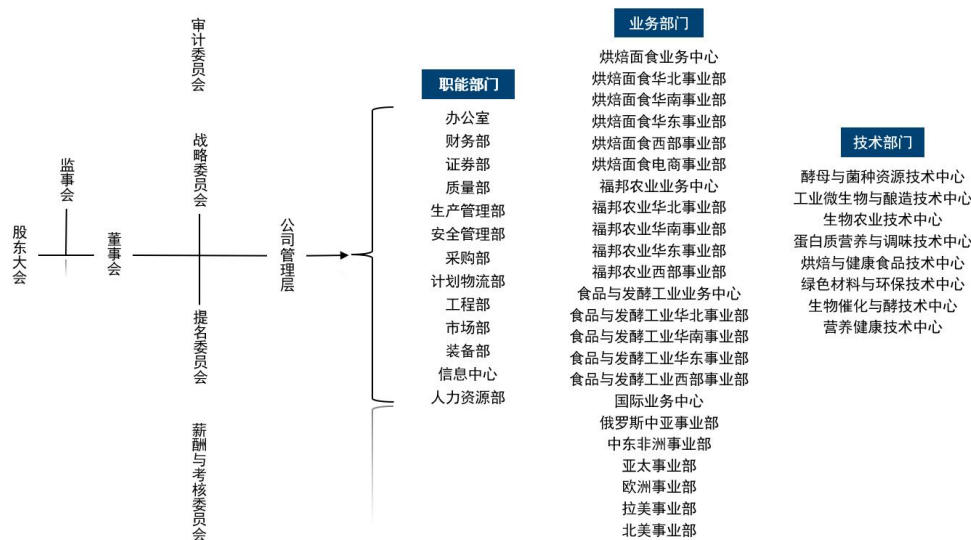 股东大会
监事会
董事会
审计委员会
战略委员会
提名委员会
薪酬与考核委员会
公司管理层
职能部门
办公室
财务部
证券部
质量部
生产管理部
安全管理部
采购部
计划物流部
工程部
市场部
装备部
信息中心
人力资源部
业务部门
烘焙面食业务中心
烘焙面食华北事业部
烘焙面食华南事业部
烘焙面食华东事业部
烘焙面食西部事业部
烘焙面食电商事业部
福邦农业业务中心
福邦农业华北事业部
福邦农业华南事业部
福邦农业华东事业部
福邦农业西部事业部
食品与发酵工业业务中心
食品与发酵工业华北事业部
食品与发酵工业华南事业部
食品与发酵工业华东事业部
食品与发酵工业西部事业部
国际业务中心
俄罗斯中亚事业部
中东非洲事业部
亚太事业部
欧洲事业部
拉美事业部
北美事业部
技术部门
酵母与菌种资源技术中心
工业微生物与酿造技术中心
生物农业技术中心
蛋白质营养与调味技术中心
烘焙与健康食品技术中心
绿色材料与环保技术中心
生物催化与酵技术中心
营养健康技术中心